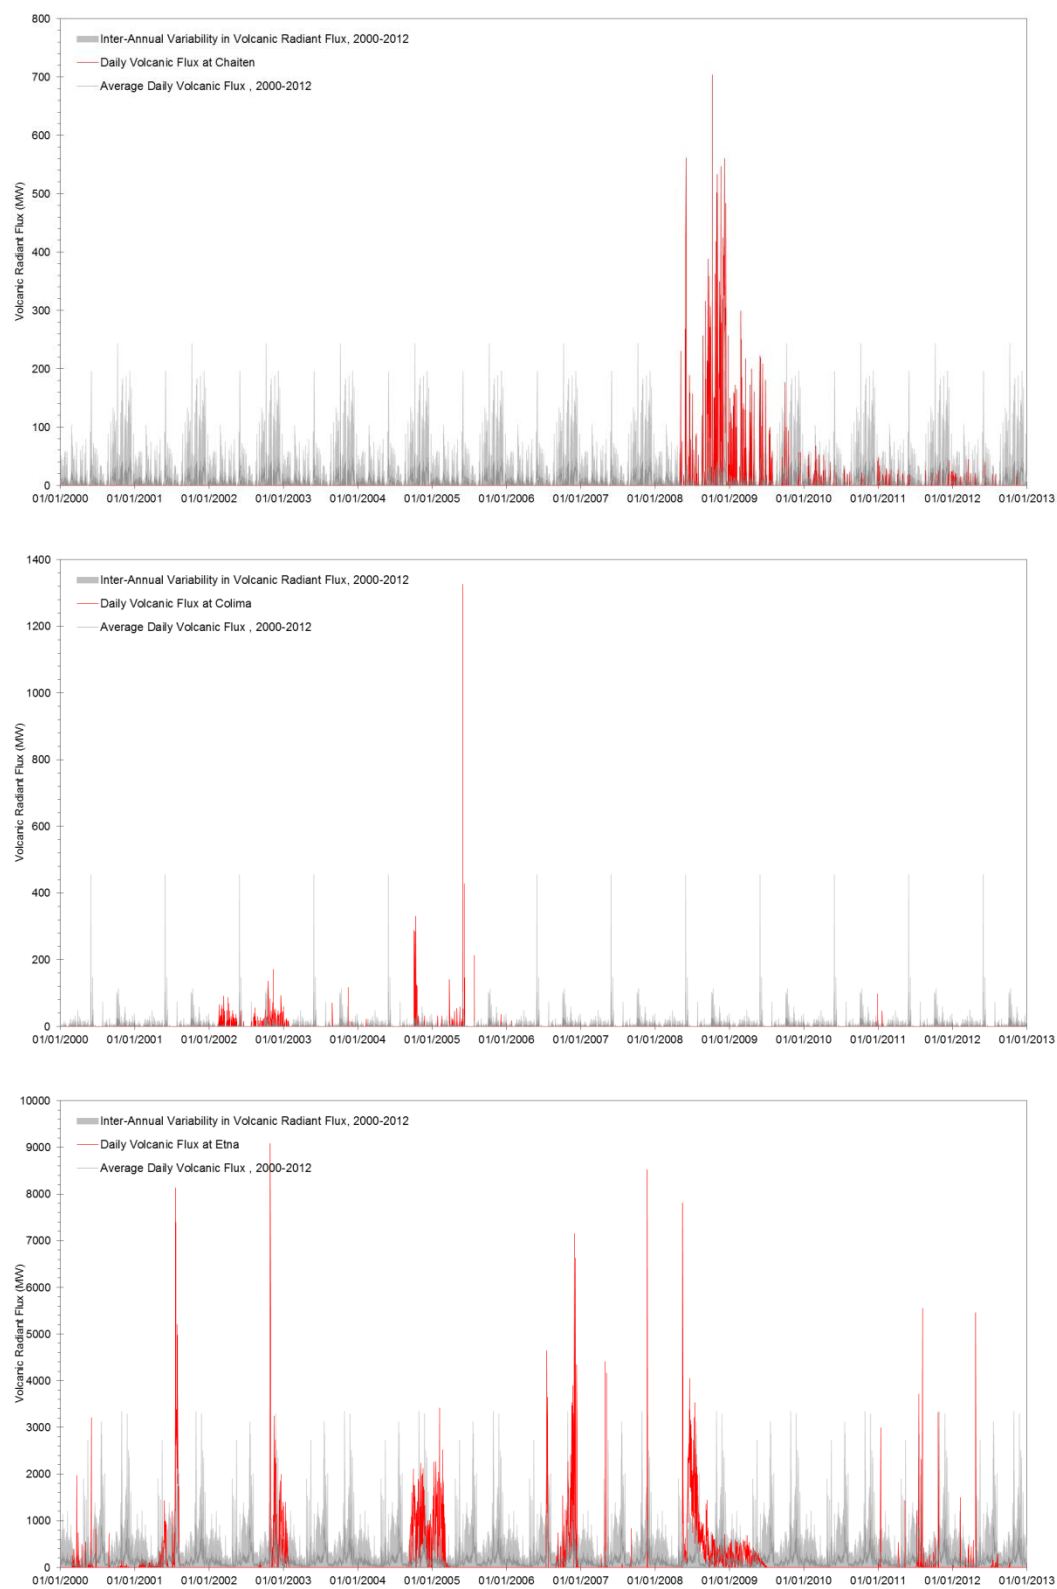 800
Inter-Annual Variability in Volcanic Radiant Flux, 2000-2012
Daily Volcanic Flux at Chaiten
Average Daily Volcanic Flux , 2000-2012
700
600
500
400
300
200
100
0
Volcanic Radiant Flux (MW)
01/01/2000 01/01/2001 01/01/2002 01/01/2003 01/01/2004 01/01/2005 01/01/2006 01/01/2007 01/01/2008 01/01/2009 01/01/2010 01/01/2011 01/01/2012 01/01/2013
1400
Inter-Annual Variability in Volcanic Radiant Flux, 2000-2012
Daily Volcanic Flux at Colima
Average Daily Volcanic Flux , 2000-2012
1200
1000
800
600
400
200
0
Volcanic Radiant Flux (MW)
01/01/2000 01/01/2001 01/01/2002 01/01/2003 01/01/2004 01/01/2005 01/01/2006 01/01/2007 01/01/2008 01/01/2009 01/01/2010 01/01/2011 01/01/2012 01/01/2013
10000
Inter-Annual Variability in Volcanic Radiant Flux, 2000-2012
9000
Daily Volcanic Flux at Etna
Average Daily Volcanic Flux , 2000-2012
8000
7000
6000
5000
4000
3000
2000
1000
0
Volcanic Radiant Flux (MW)
01/01/2000 01/01/2001 01/01/2002 01/01/2003 01/01/2004 01/01/2005 01/01/2006 01/01/2007 01/01/2008 01/01/2009 01/01/2010 01/01/2011 01/01/2012 01/01/2013